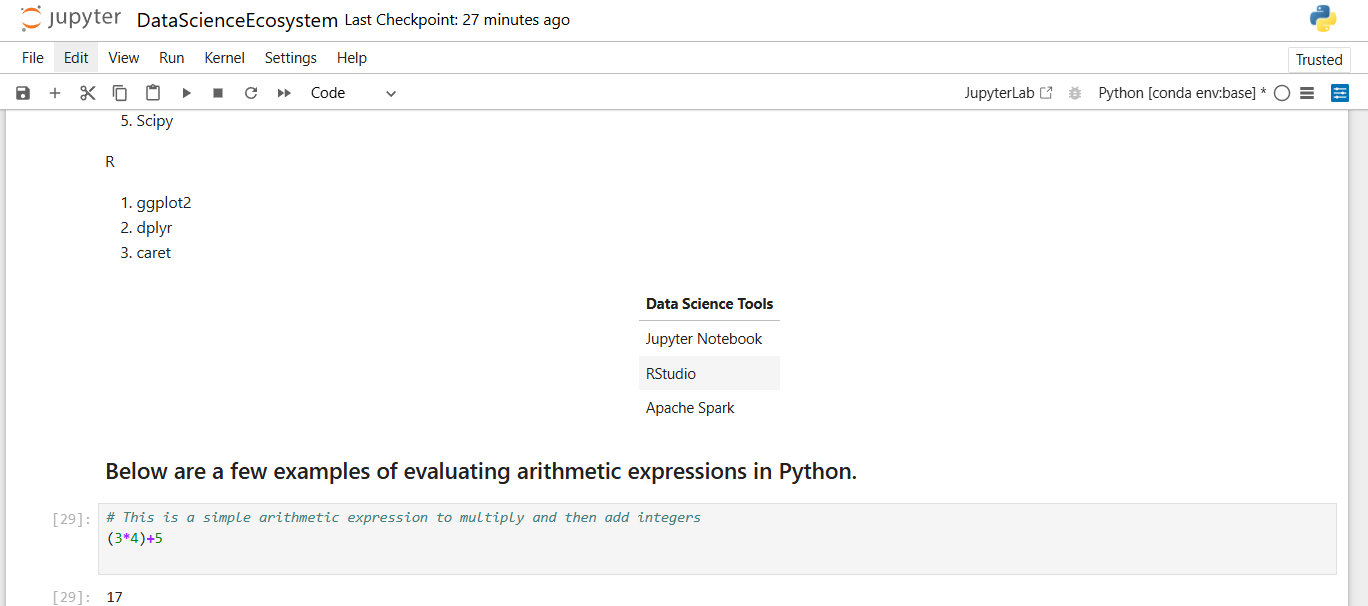 jupyter DataScienceEcosystem Last Checkpoint: 27 minutes ago
File Edit View Run Kernel Settings Help
Trusted
Code JupyterLab Python [conda env:base] *
5. Scipy
R
1. ggplot2
2. dplyr
3. caret
Data Science Tools
Jupyter Notebook
RStudio
Apache Spark
Below are a few examples of evaluating arithmetic expressions in Python.
[29]: # This is a simple arithmetic expression to multiply and then add integers
(3*4)+5
[29]: 17